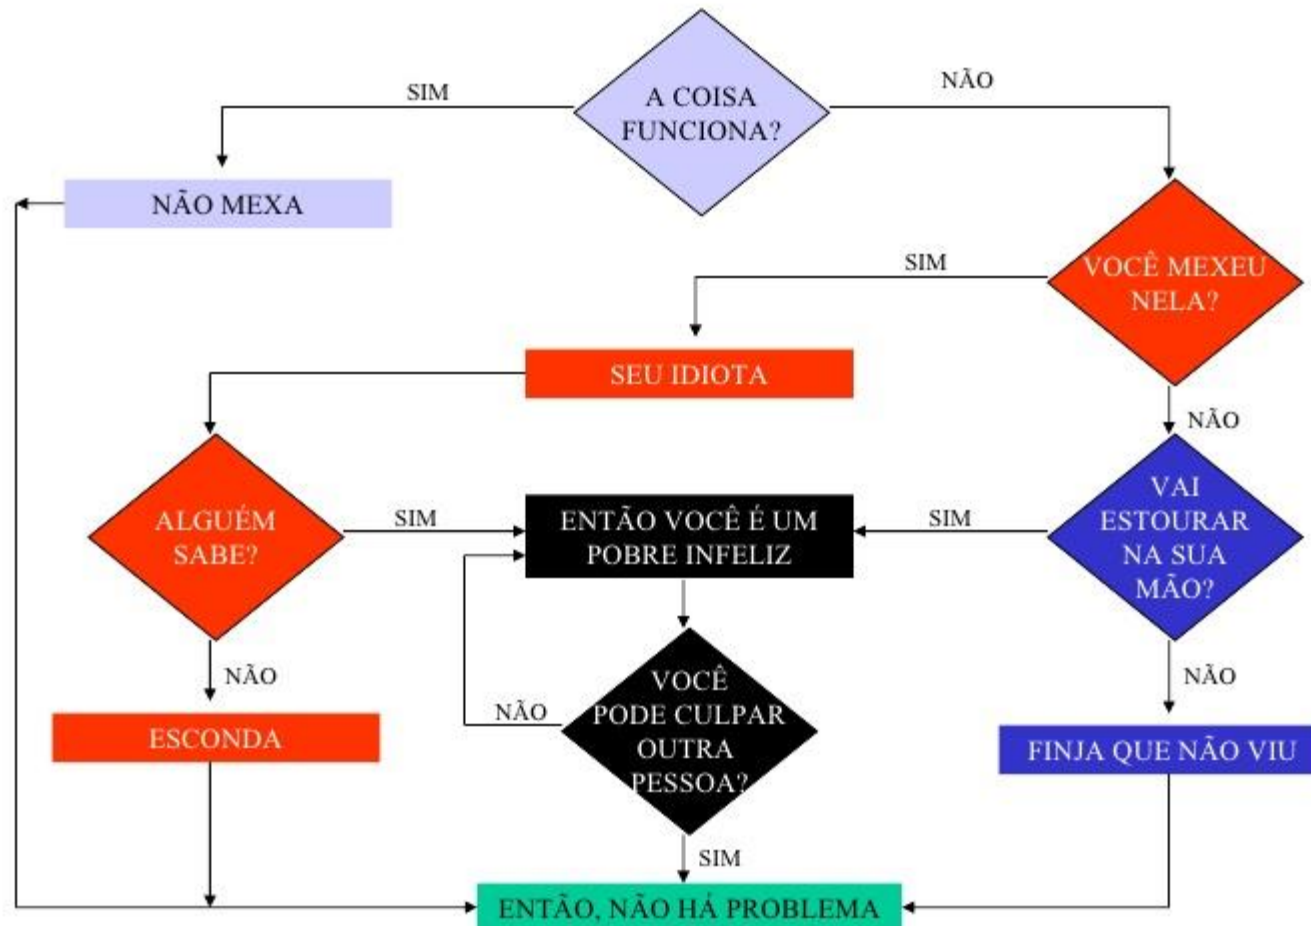 A COISA
FUNCIONA?
SIM
NÃO
NÃO MEXA
VOCÊ MEXEU
NELA?
SIM
SEU IDIOTA
NÃO
ALGUÉM
SABE?
SIM
ENTÃO VOCÊ É UM
POBRE INFELIZ
SIM
VAI
ESTOURAR
NA SUA
MÃO?
NÃO
NÃO
VOCÊ
PODE CULPAR
OUTRA
PESSOA?
NÃO
ESCONDA
FINJA QUE NÃO VIU
SIM
ENTÃO, NÃO HÁ PROBLEMA